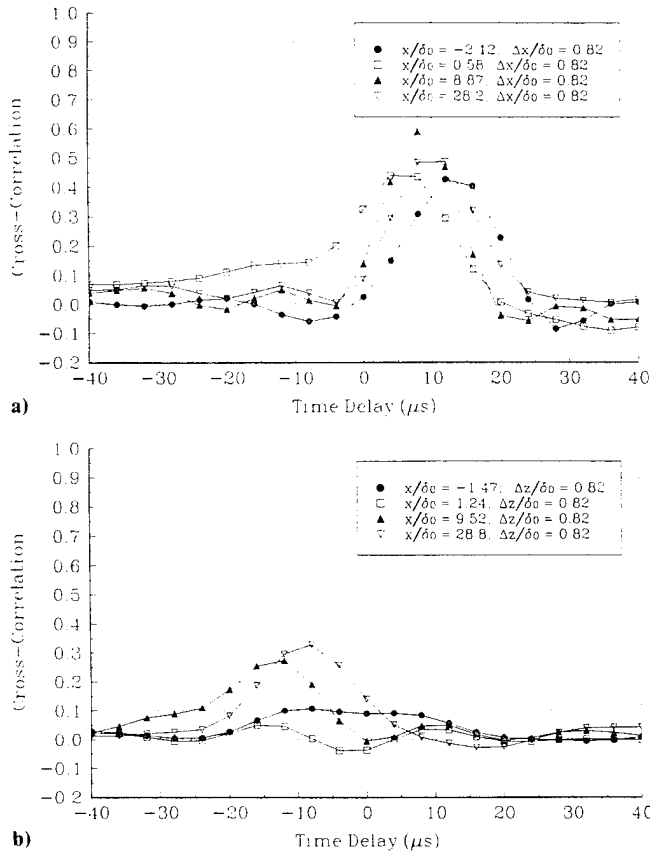 1.0
0.9
0.8
0.7
0.6
0.5
0.4
0.3
0.2
0.1
0.0
-0.1
-0.2
Cross-Correlation
● x/δ0 = -2.12, Δx/δ0 = 0.82
□ x/δ0 = 0.58, Δx/δ0 = 0.82
▲ x/δ0 = 8.87, Δx/δ0 = 0.82
▽ x/δ0 = 28.2, Δx/δ0 = 0.82
-40 -30 -20 -10 0 10 20 30 40
Time Delay (μs)
a)
1.0
0.9
0.8
0.7
0.6
0.5
0.4
0.3
0.2
0.1
0.0
-0.1
-0.2
Cross-Correlation
● x/δ0 = -1.47; Δz/δ0 = 0.82
□ x/δ0 = 1.24, Δz/δ0 = 0.82
▲ x/δ0 = 9.52, Δz/δ0 = 0.82
▽ x/δ0 = 28.8, Δz/δ0 = 0.82
-40 -30 -20 -10 0 10 20 30 40
Time Delay (μs)
b)